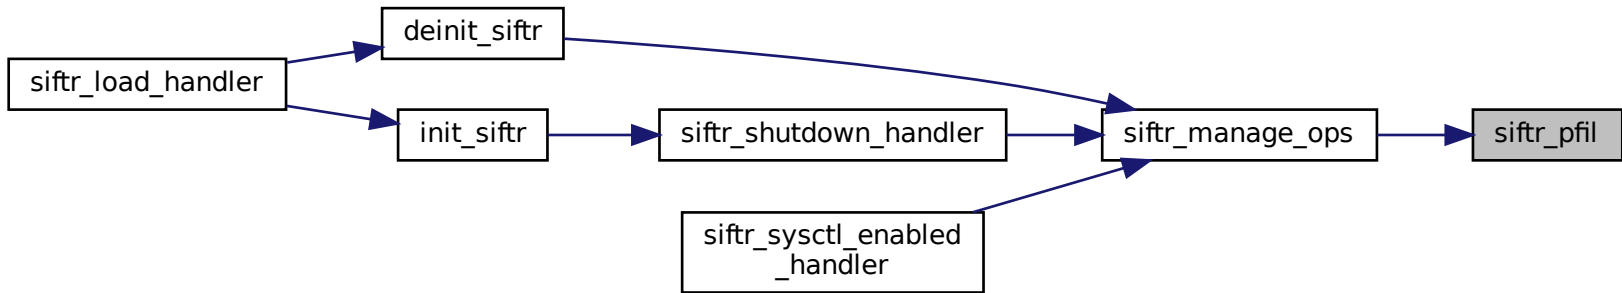 deinit_siftr
siftr_load_handler
init_siftr
siftr_shutdown_handler
siftr_manage_ops
siftr_pfil
siftr_sysctl_enabled
_handler